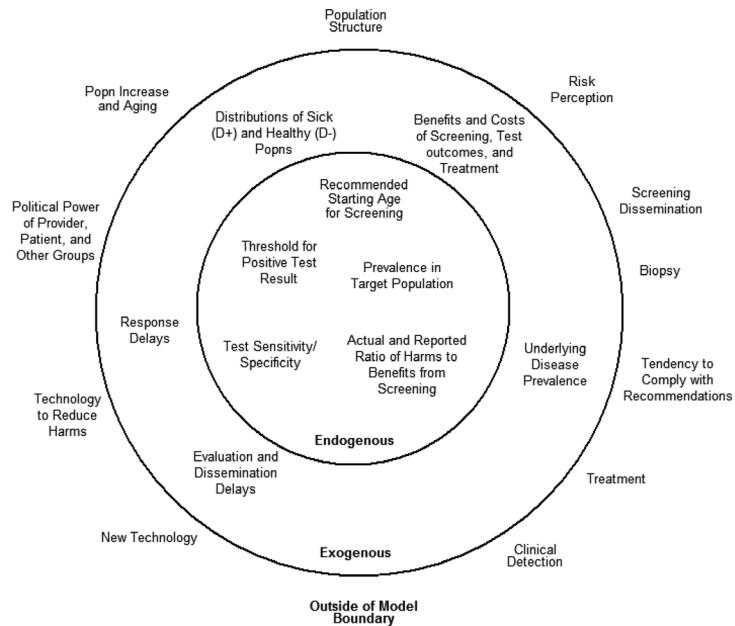 Population
Structure
Popn Increase
and Aging
Risk
Perception
Distributions of Sick
(D+) and Healthy (D-)
Popns
Benefits and Costs
of Screening, Test
outcomes, and
Treatment
Recommended
Starting Age
for Screening
Screening
Dissemination
Political Power
of Provider,
Patient, and
Other Groups
Threshold for
Positive Test
Result
Prevalence in
Target Population
Biopsy
Response
Delays
Test Sensitivity/
Specificity
Actual and Reported
Ratio of Harms to
Benefits from
Screening
Underlying
Disease
Prevalence
Tendency to
Comply with
Recommendations
Technology
to Reduce
Harms
Endogenous
Evaluation and
Dissemination
Delays
Treatment
New Technology
Exogenous
Clinical
Detection
Outside of Model
Boundary